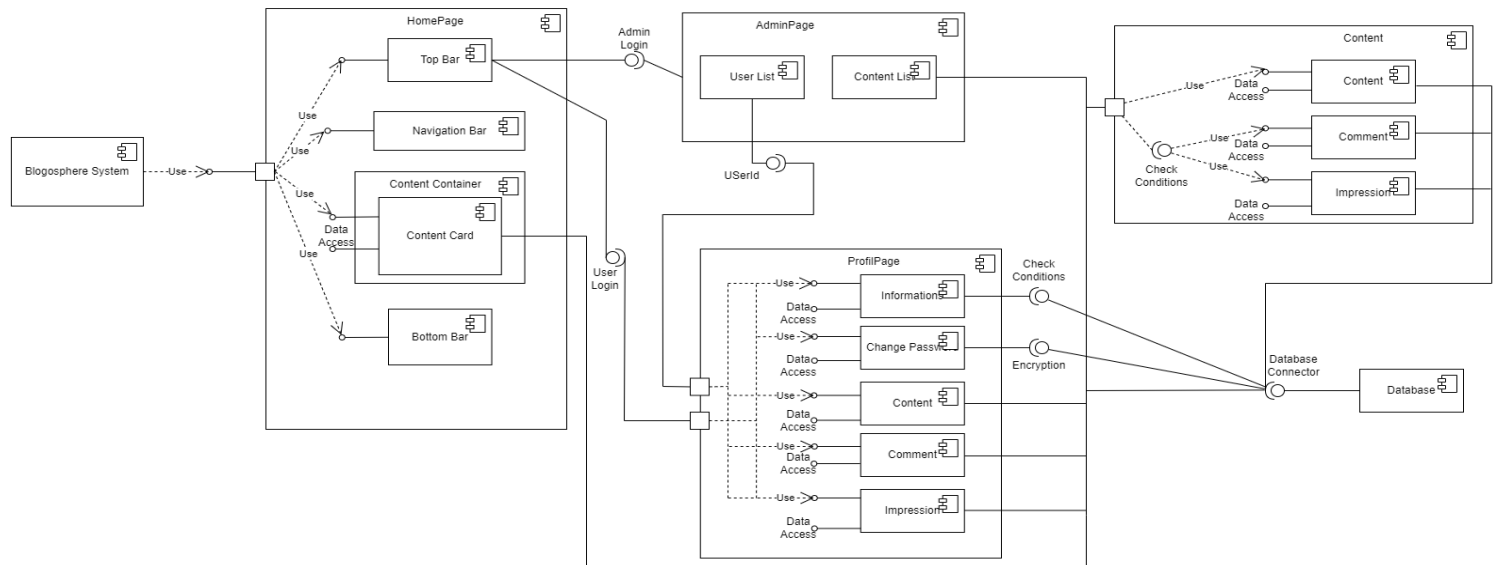 Blogosphere System
Use
HomePage
Use
Use
Use
Use
Top Bar
Navigation Bar
Content Container
Content Card
Data
Access
Bottom Bar
Admin
Login
User
Login
AdminPage
User List
Content List
USerId
ProfilPage
Use
Data
Access
Informations
Use
Data
Access
Change Password
Use
Data
Access
Content
Use
Data
Access
Comment
Use
Data
Access
Impression
Check
Conditions
Encryption
Content
Use
Data
Access
Content
Use
Data
Access
Comment
Use
Data
Access
Impression
Check
Conditions
Database
Connector
Database